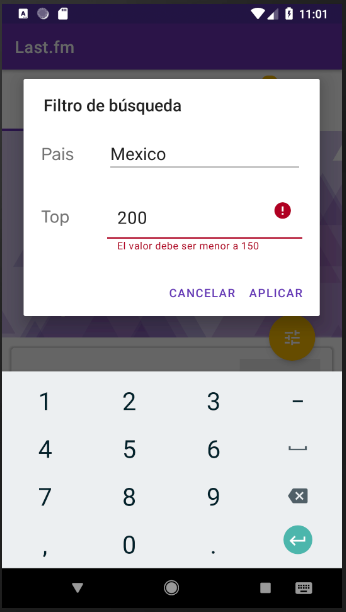 A 11:01
Last.fm
Filtro de búsqueda
Pais Mexico
Top 200
El valor debe ser menor a 150
CANCELAR APLICAR
1 2 3 -
4 5 6
7 8 9
, 0 .